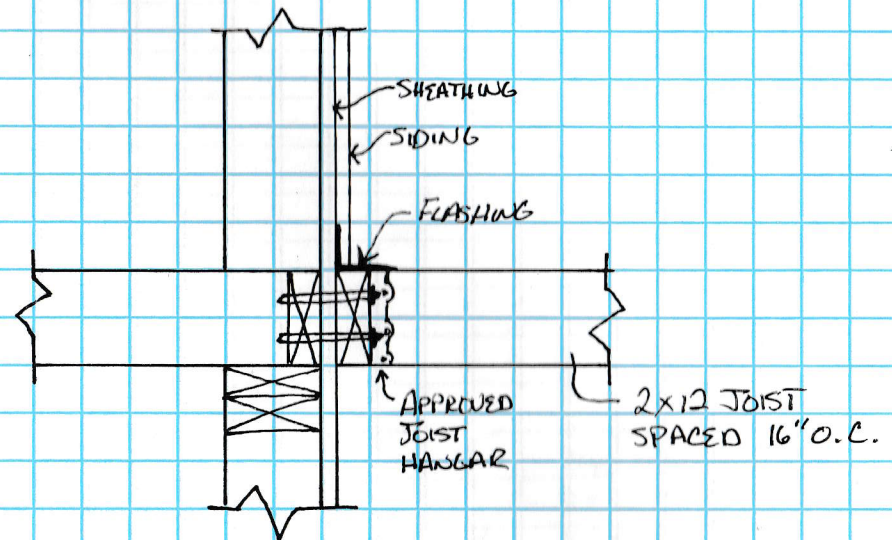 SHEATHING
SIDING
FLASHING
APPROVED
JOIST
HANGAR
2x12 JOIST
SPACED 16" O.C.